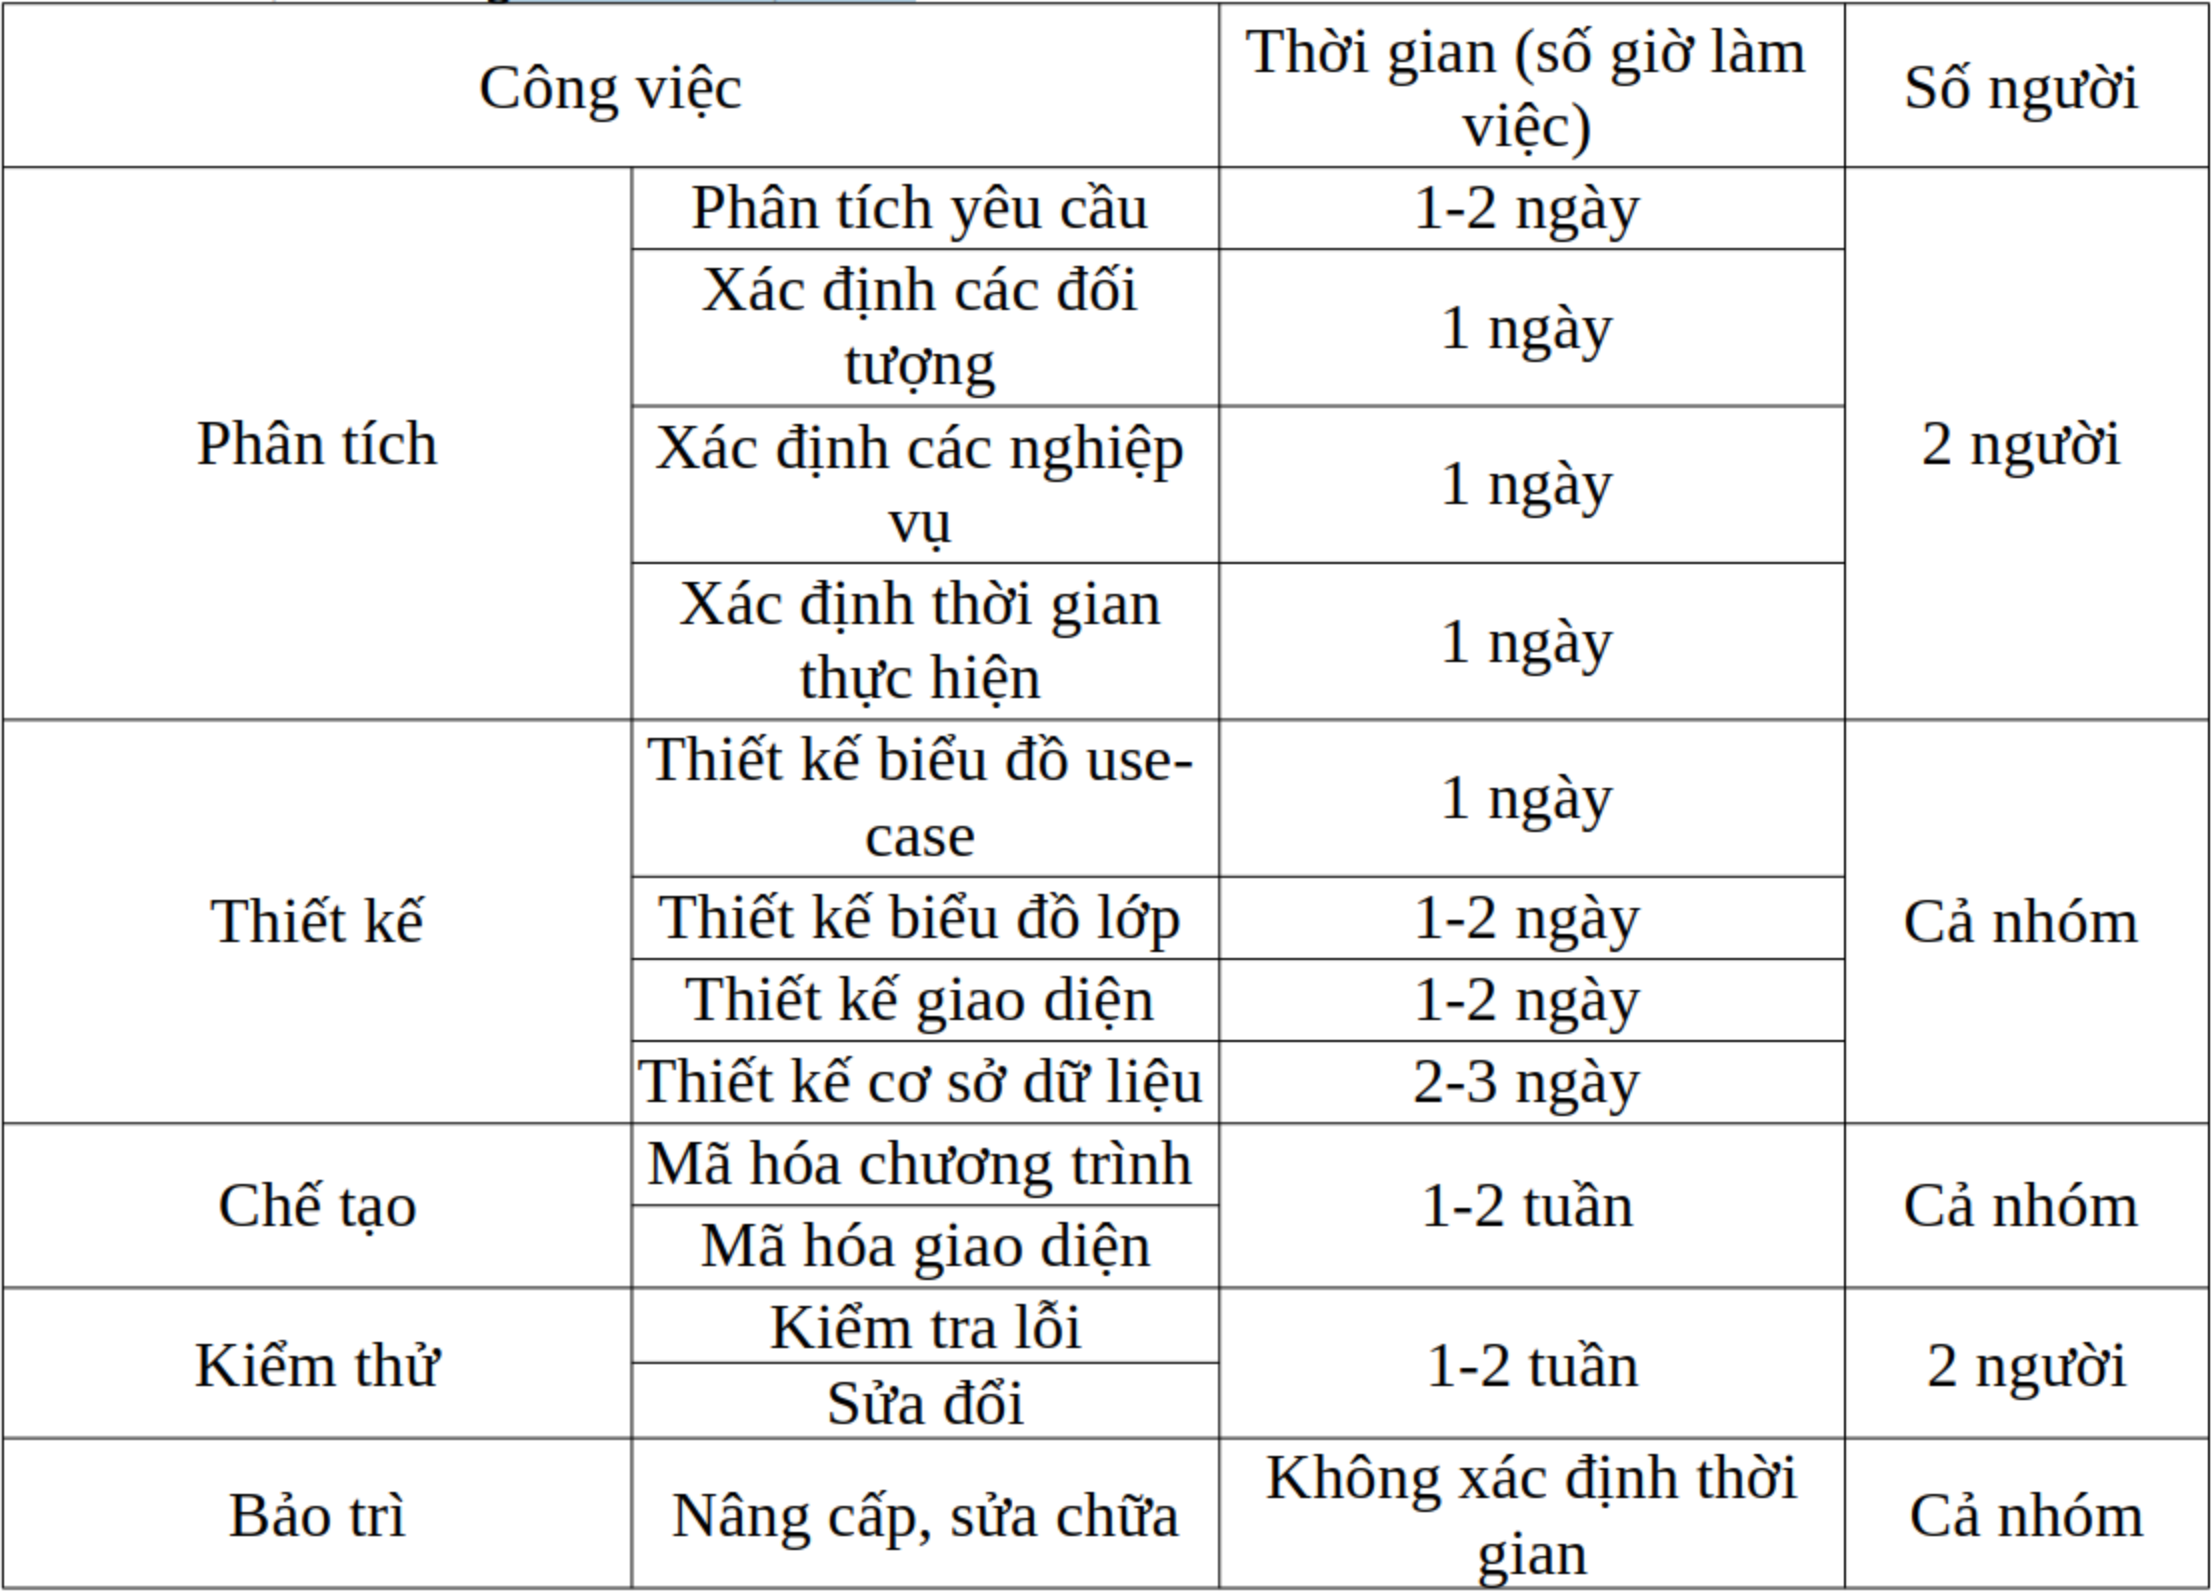 Công việc
Thời gian (số giờ làm
việc)
Số người
Phân tích
Phân tích yêu cầu
1-2 ngày
2 người
Xác định các đối
tượng
1 ngày
Xác định các nghiệp
vụ
1 ngày
Xác định thời gian
thực hiện
1 ngày
Thiết kế
Thiết kế biểu đồ use-
case
1 ngày
Cả nhóm
Thiết kế biểu đồ lớp
1-2 ngày
Thiết kế giao diện
1-2 ngày
Thiết kế cơ sở dữ liệu
2-3 ngày
Chế tạo
Mã hóa chương trình
1-2 tuần
Cả nhóm
Mã hóa giao diện
Kiểm thử
Kiểm tra lỗi
1-2 tuần
2 người
Sửa đổi
Bảo trì
Nâng cấp, sửa chữa
Không xác định thời
gian
Cả nhóm